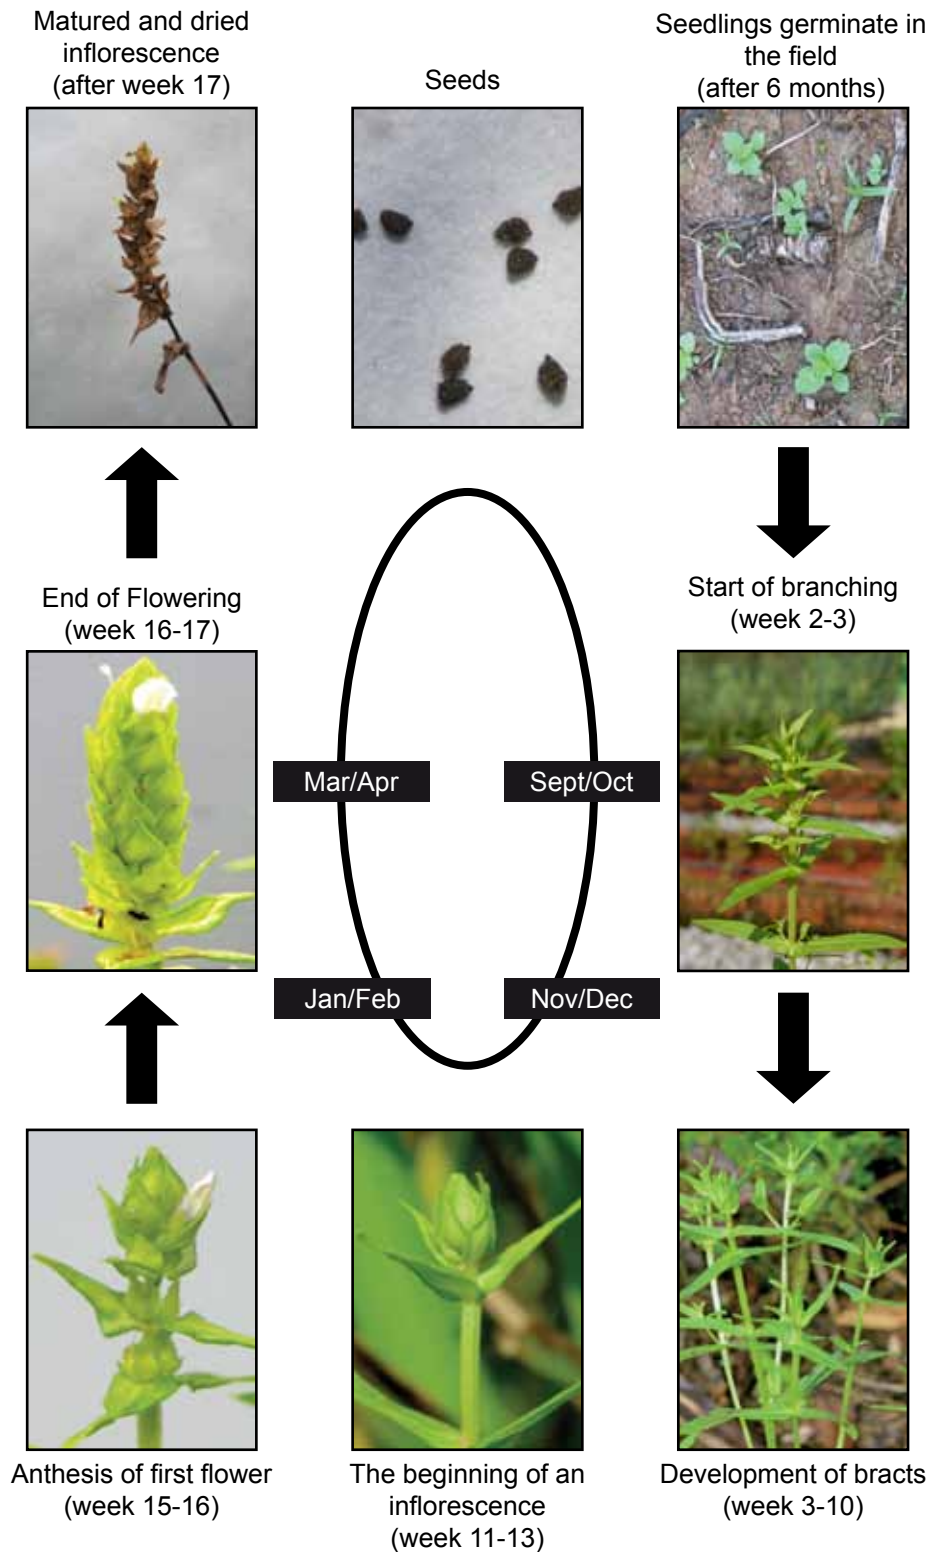 Matured and dried
inflorescence
(after week 17)
Seeds
Seedlings germinate in
the field
(after 6 months)
End of Flowering
(week 16-17)
Start of branching
(week 2-3)
Mar/Apr
Sept/Oct
Jan/Feb
Nov/Dec
Anthesis of first flower
(week 15-16)
The beginning of an
inflorescence
(week 11-13)
Development of bracts
(week 3-10)